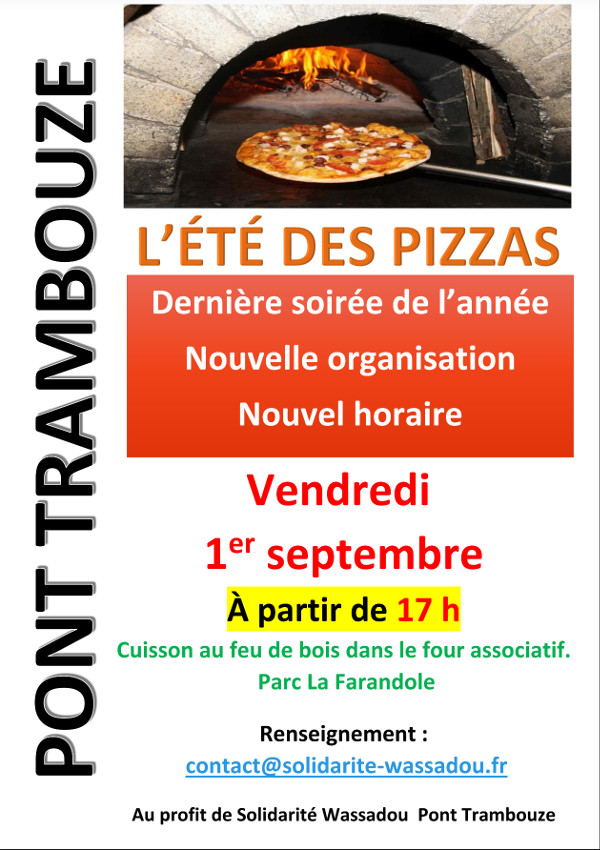 PONT TRAMBOUZE
L’ÉTÉ DES PIZZAS
Dernière soirée de l’année
Nouvelle organisation
Nouvel horaire
Vendredi
1er septembre
À partir de 17 h
Cuisson au feu de bois dans le four associatif.
Parc La Farandole
Renseignement :
contact@solidarite-wassadou.fr
Au profit de Solidarité Wassadou Pont Trambouze